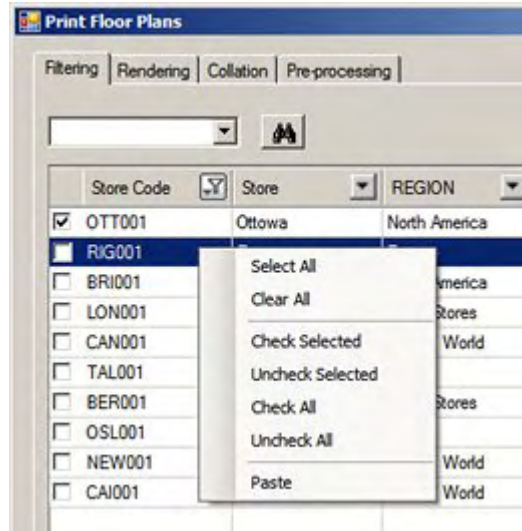 Print Floor Plans
Filtering Rendering Collation Pre-processing
Store Code Store REGION
OTT001 Ottowa North America
RIG001
BRI001 America
LON001 Stores
CAN001 World
TAL001
BER001 Stores
OSL001
NEW001 World
CAI001 World
Select All
Clear All
Check Selected
Uncheck Selected
Check All
Uncheck All
Paste